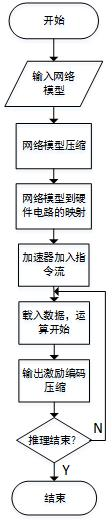 开始
输入网络
模型
网络模型压缩
网络模型到硬
件电路的映射
加速器加入指
令流
载入数据，运
算开始
输出激励编码
压缩
推理结束？
N
Y
结束